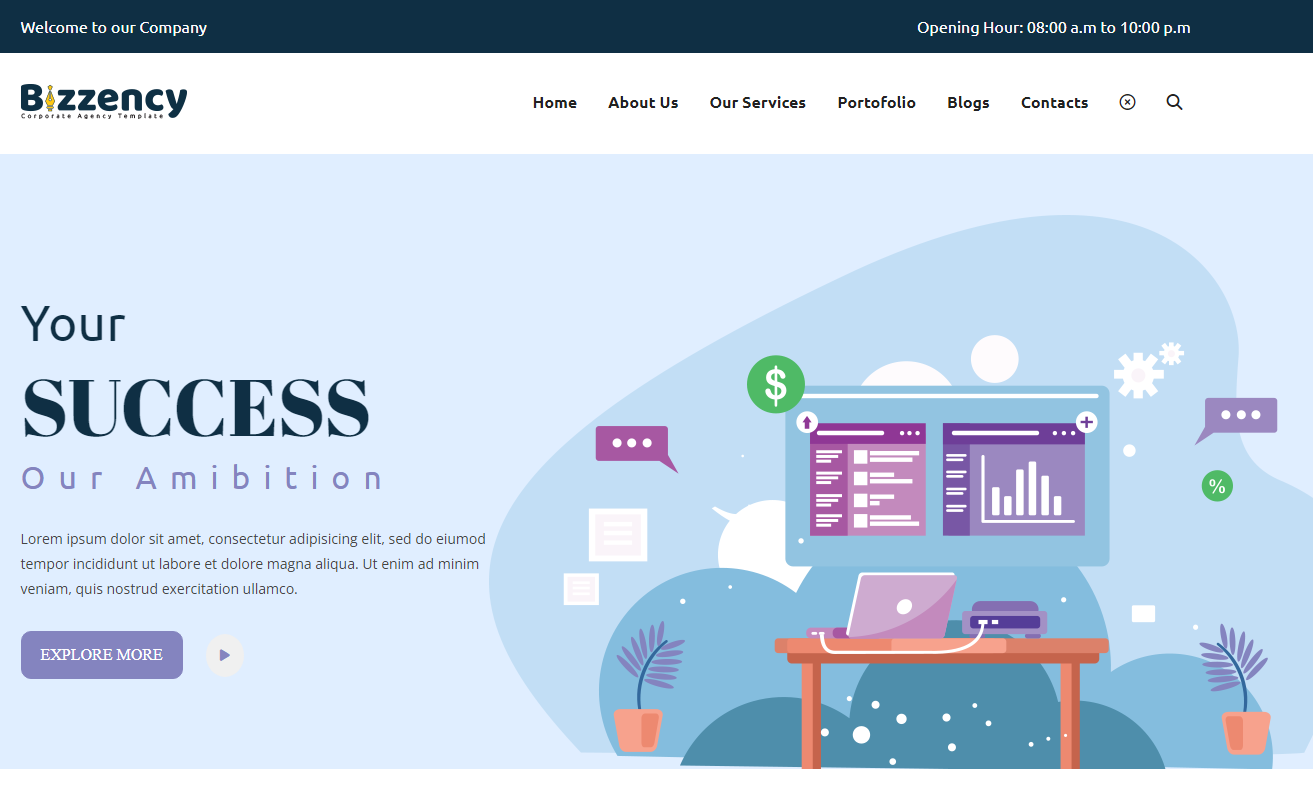 Welcome to our Company
Opening Hour: 08:00 a.m to 10:00 p.m
Bizzency
Corporate Agency Template
Home About Us Our Services Portofolio Blogs Contacts
Your
SUCCESS
Our Amibition
Lorem ipsum dolor sit amet, consectetur adipisicing elit, sed do eiumod
tempor incididunt ut labore et dolore magna aliqua. Ut enim ad minim
veniam, quis nostrud exercitation ullamco.
EXPLORE MORE
$
%